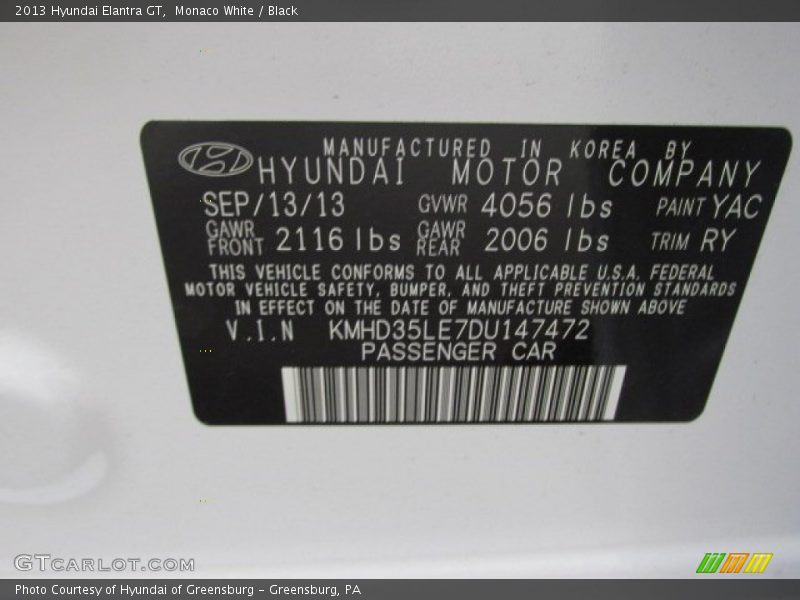 2013 Hyundai Elantra GT, Monaco White / Black
MANUFACTURED IN KOREA BY
HYUNDAI MOTOR COMPANY
SEP/13/13 GVWR 4056 lbs PAINT YAC
GAWR FRONT 2116 lbs GAWR REAR 2006 lbs TRIM RY
THIS VEHICLE CONFORMS TO ALL APPLICABLE U.S.A. FEDERAL
MOTOR VEHICLE SAFETY, BUMPER, AND THEFT PREVENTION STANDARDS
IN EFFECT ON THE DATE OF MANUFACTURE SHOWN ABOVE
V.I.N KMHD35LE7DU147472
PASSENGER CAR
GTCARLOT.COM
Photo Courtesy of Hyundai of Greensburg - Greensburg, PA